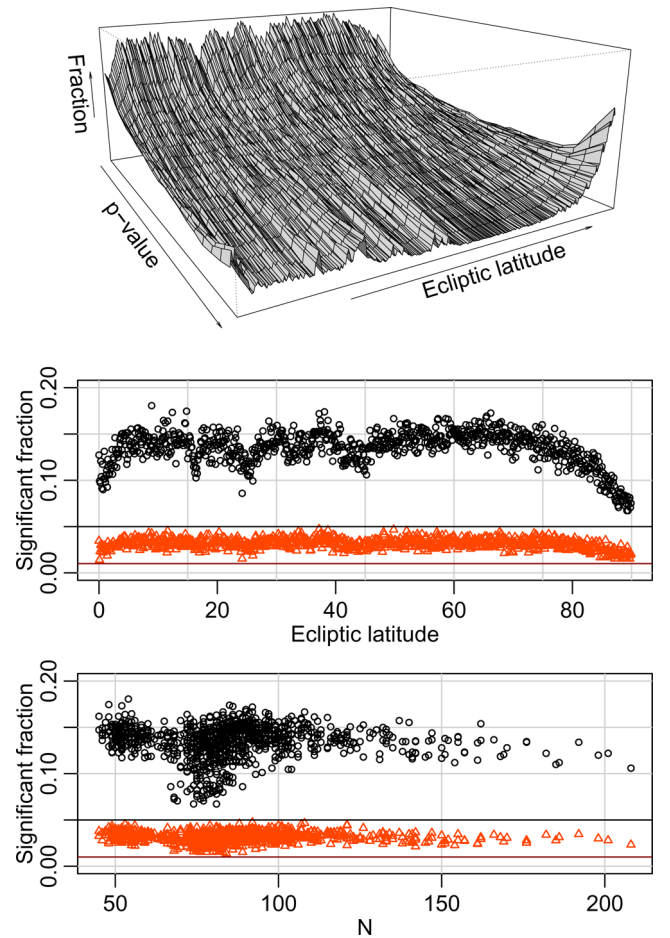 Fraction
p−value
Ecliptic latitude
Significant fraction
0.00
0.10
0.20
0
20
40
60
80
Ecliptic latitude
Significant fraction
0.00
0.10
0.20
50
100
150
200
N